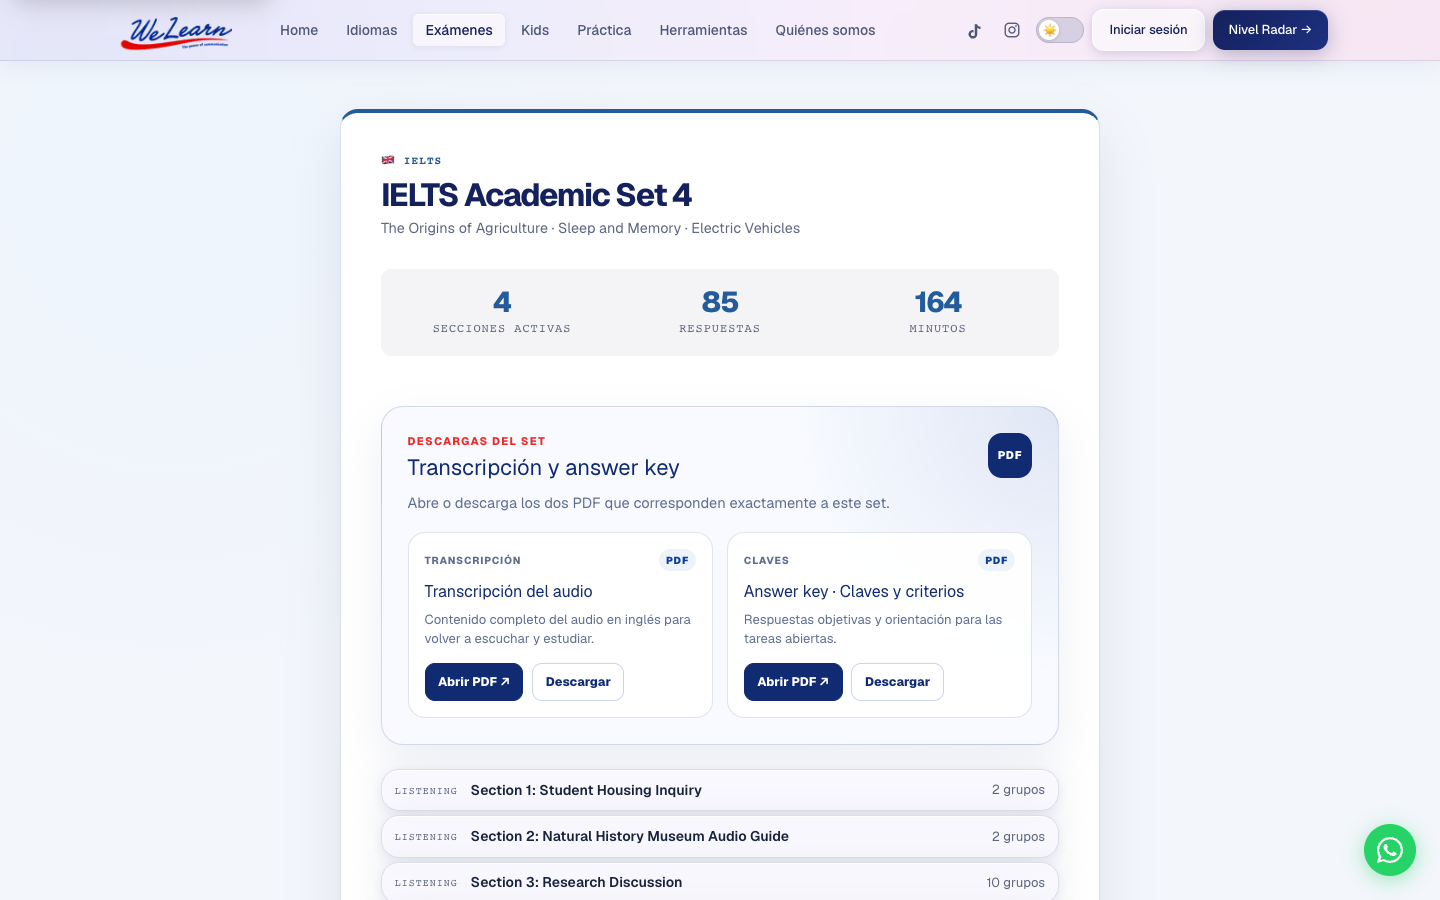 WeLearn
The power of communication
Home
Idiomas
Exámenes
Kids
Práctica
Herramientas
Quiénes somos
Iniciar sesión
Nivel Radar →
IELTS
IELTS Academic Set 4
The Origins of Agriculture · Sleep and Memory · Electric Vehicles
4
SECCIONES ACTIVAS
85
RESPUESTAS
164
MINUTOS
DESCARGAS DEL SET
Transcripción y answer key
PDF
Abre o descarga los dos PDF que corresponden exactamente a este set.
TRANSCRIPCIÓN
PDF
Transcripción del audio
Contenido completo del audio en inglés para
volver a escuchar y estudiar.
Abrir PDF ↗
Descargar
CLAVES
PDF
Answer key · Claves y criterios
Respuestas objetivas y orientación para las
tareas abiertas.
Abrir PDF ↗
Descargar
LISTENING Section 1: Student Housing Inquiry 2 grupos
LISTENING Section 2: Natural History Museum Audio Guide 2 grupos
LISTENING Section 3: Research Discussion 10 grupos